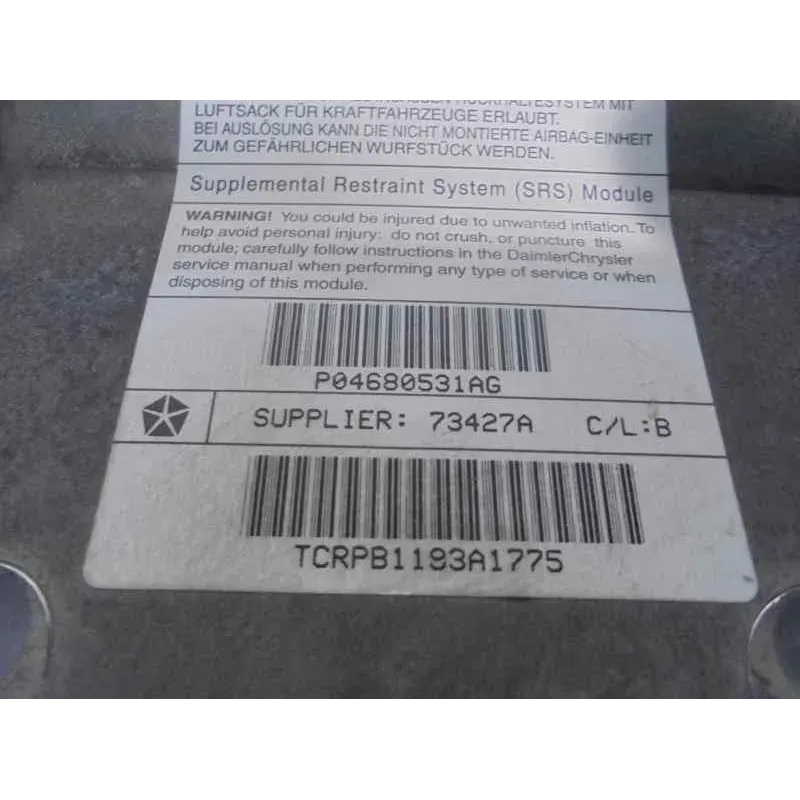 RÜCKHALTESYSTEM MIT
LUFTSACK FÜR KRAFTFAHRZEUGE ERLAUBT.
BEI AUSLÖSUNG KANN DIE NICHT MONTIERTE AIRBAG-EINHEIT
ZUM GEFÄHRLICHEN WURFSTÜCK WERDEN.
Supplemental Restraint System (SRS) Module
WARNING! You could be injured due to unwanted inflation. To
help avoid personal injury: do not crush, or puncture this
module; carefully follow instructions in the DaimlerChrysler
service manual when performing any type of service or when
disposing of this module.
P04680531AG
SUPPLIER: 73427A C/L:B
TCRPB1193A1775